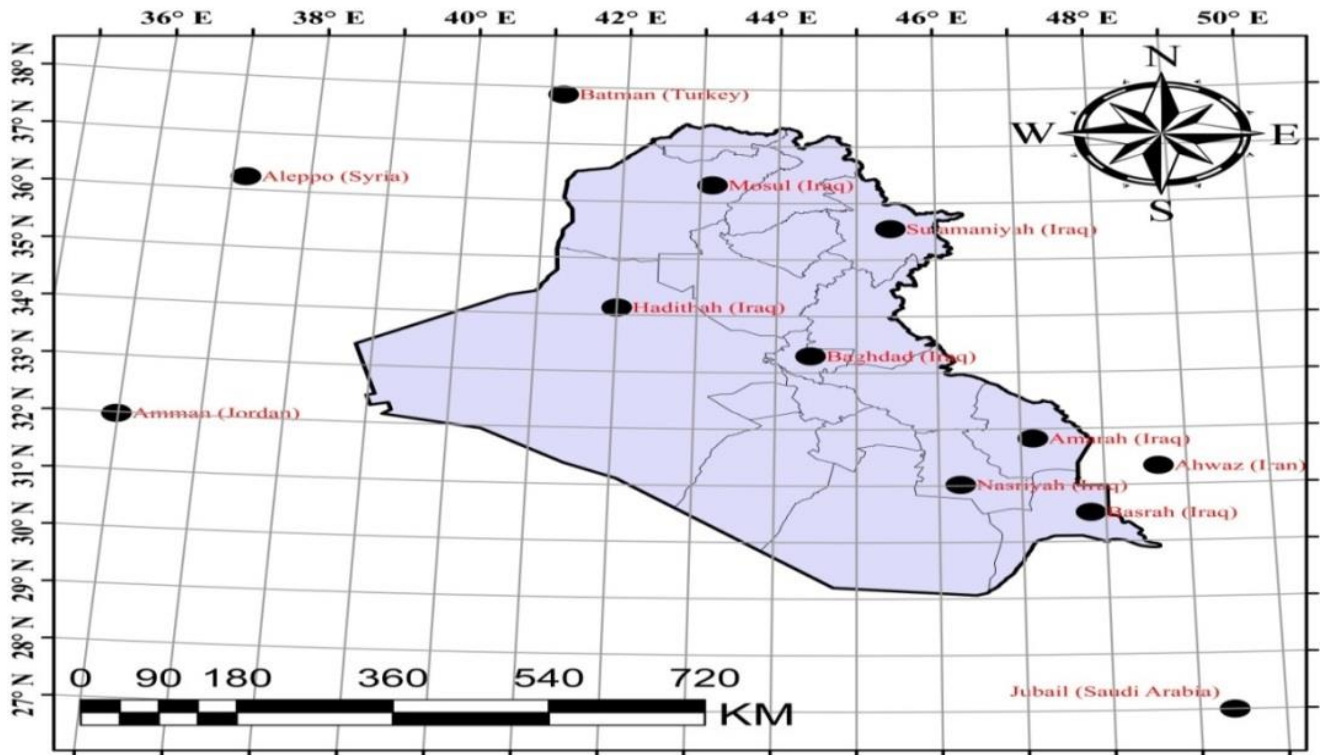 36° E 38° E 40° E 42° E 44° E 46° E 48° E 50° E
38° N
37° N
36° N
35° N
34° N
33° N
32° N
31° N
30° N
29° N
28° N
27° N
N
W E
S
Batman (Turkey)
Aleppo (Syria)
Mosul (Iraq)
Sulamaniyah (Iraq)
Hadithah (Iraq)
Baghdad (Iraq)
Amman (Jordan)
Amarah (Iraq)
Ahwaz (Iran)
Nasriyah (Iraq)
Basrah (Iraq)
Jubail (Saudi Arabia)
0 90 180 360 540 720
KM